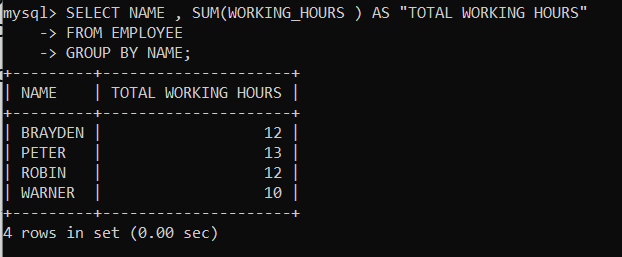 mysql> SELECT NAME , SUM(WORKING_HOURS ) AS "TOTAL WORKING HOURS"
    -> FROM EMPLOYEE
    -> GROUP BY NAME;
+---------+---------------------+
| NAME    | TOTAL WORKING HOURS |
+---------+---------------------+
| BRAYDEN |                  12 |
| PETER   |                  13 |
| ROBIN   |                  12 |
| WARNER  |                  10 |
+---------+---------------------+
4 rows in set (0.00 sec)